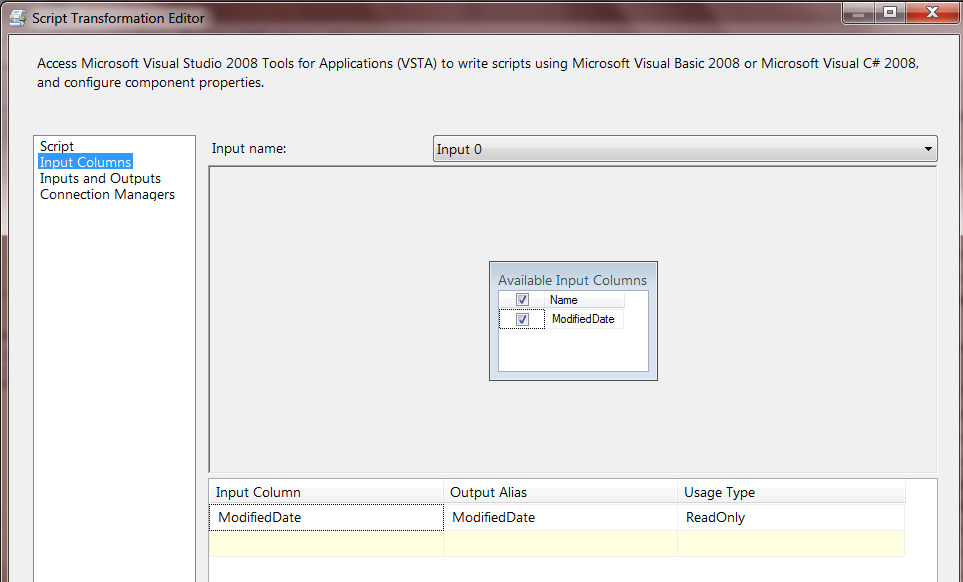 Script Transformation Editor
Access Microsoft Visual Studio 2008 Tools for Applications (VSTA) to write scripts using Microsoft Visual Basic 2008 or Microsoft Visual C# 2008,
and configure component properties.
Script
Input Columns
Inputs and Outputs
Connection Managers
Input name:
Input 0
Available Input Columns
Name
ModifiedDate
Input Column Output Alias Usage Type
ModifiedDate ModifiedDate ReadOnly